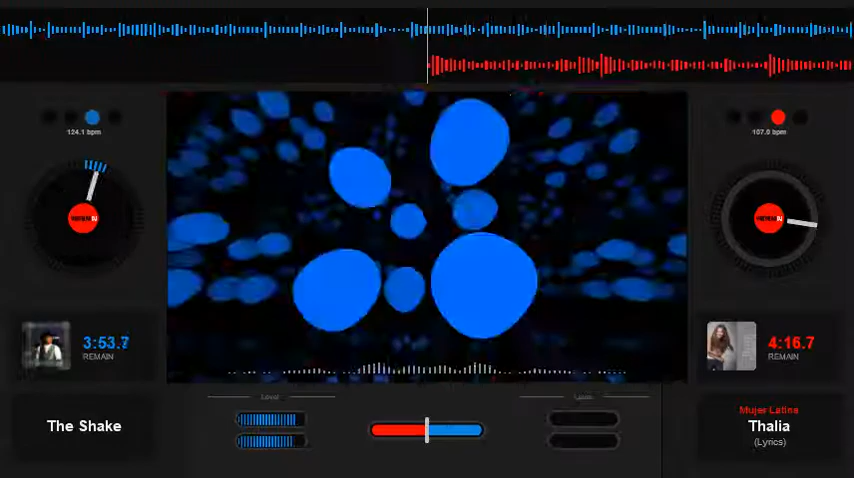 124.1 bpm
107.0 bpm
3:53.7
REMAIN
4:16.7
REMAIN
Level
The Shake
Mujer Latina
Thalia
(Lyrics)